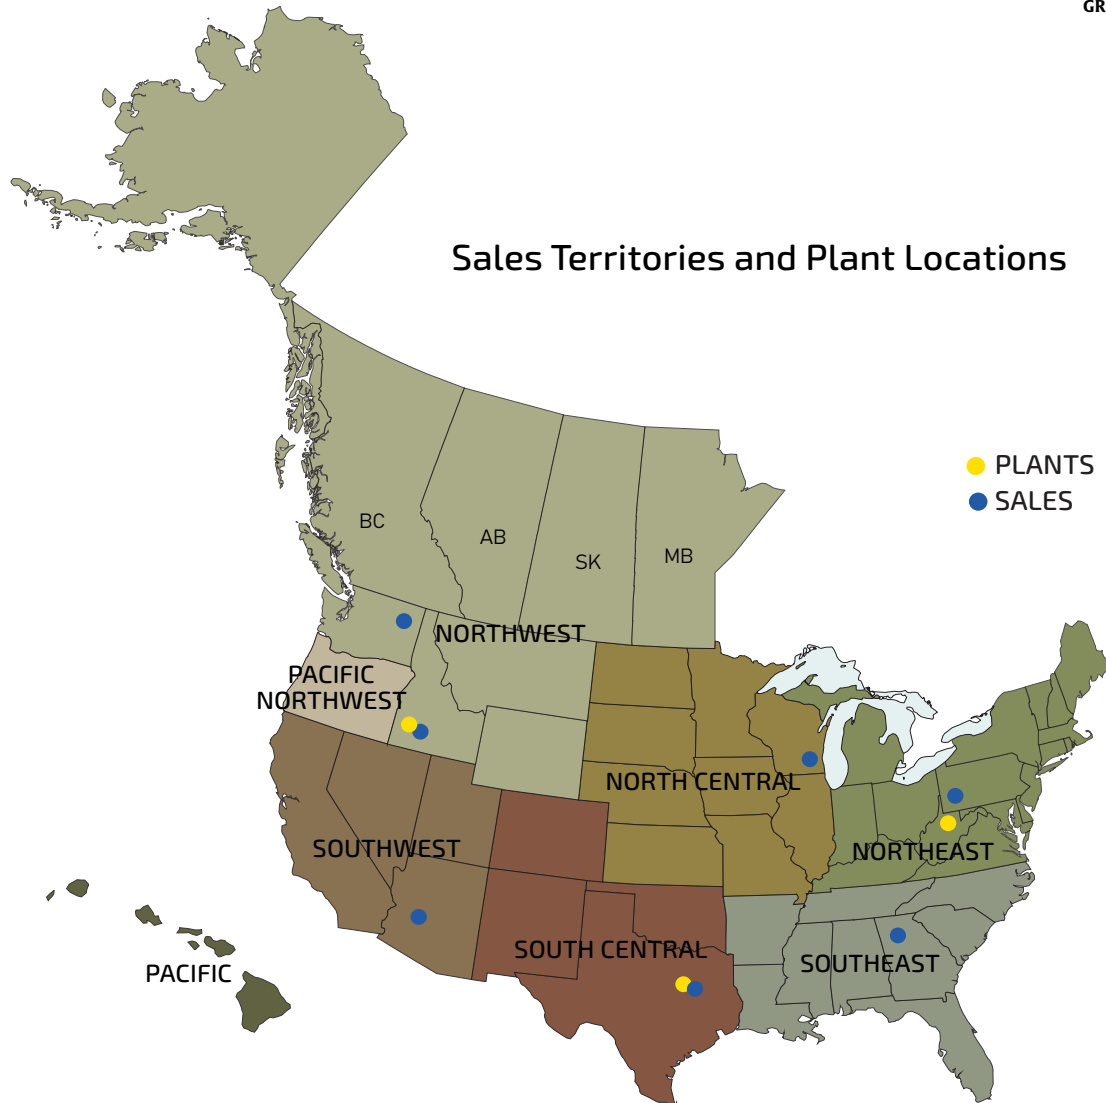 GR
Sales Territories and Plant Locations
PLANTS
SALES
BC
AB
SK
MB
NORTHWEST
PACIFIC
NORTHWEST
NORTH CENTRAL
SOUTHWEST
NORTHEAST
SOUTH CENTRAL
SOUTHEAST
PACIFIC